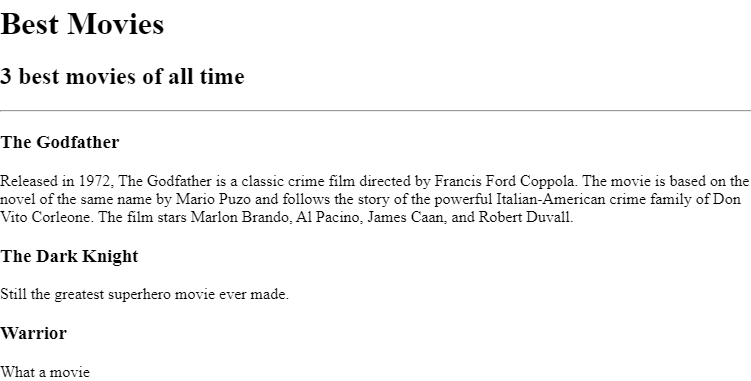 Best Movies
3 best movies of all time
The Godfather
Released in 1972, The Godfather is a classic crime film directed by Francis Ford Coppola. The movie is based on the
novel of the same name by Mario Puzo and follows the story of the powerful Italian-American crime family of Don
Vito Corleone. The film stars Marlon Brando, Al Pacino, James Caan, and Robert Duvall.
The Dark Knight
Still the greatest superhero movie ever made.
Warrior
What a movie